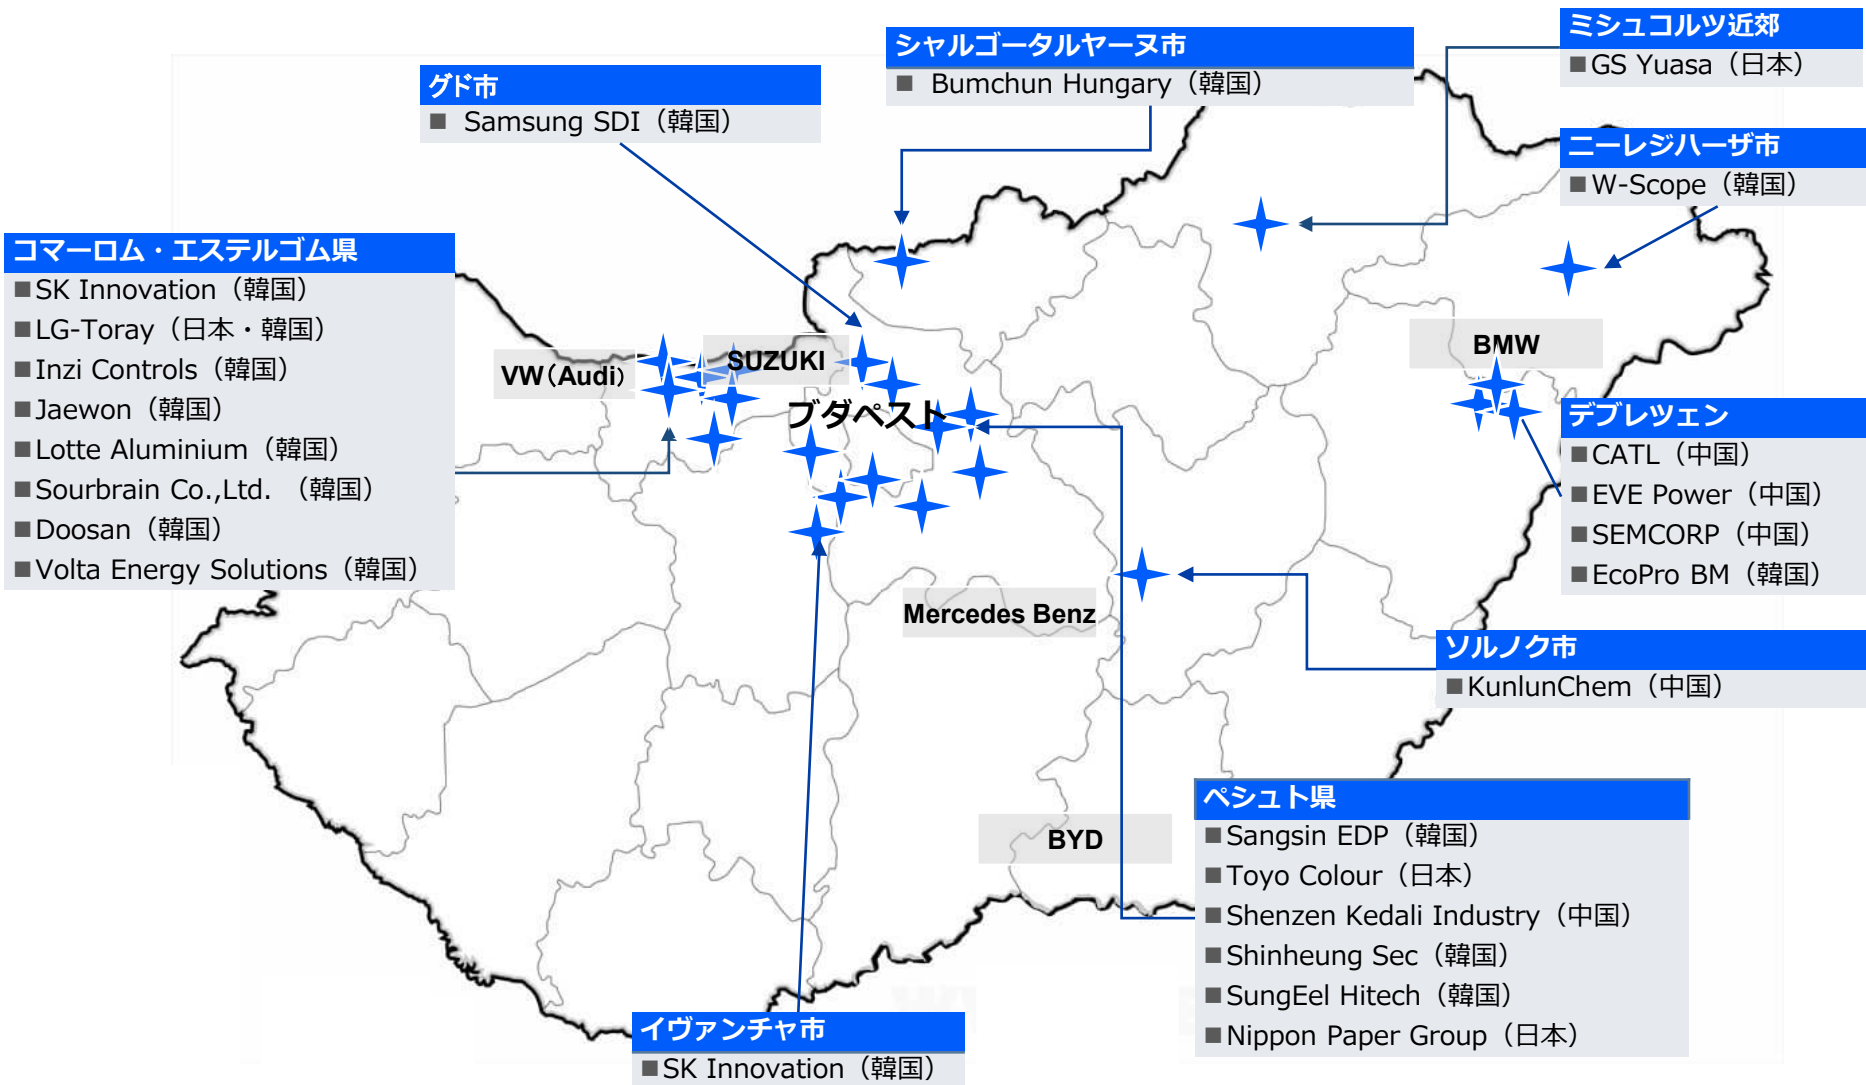 ミシュコルツ近郊
■GS Yuasa（日本）
シャルゴータルヤーヌ市
■ Bumchun Hungary（韓国）
グド市
■ Samsung SDI（韓国）
ニーレジハーザ市
■W-Scope（韓国）
コマーロム・エステルゴム県
■SK Innovation（韓国）
■LG-Toray（日本・韓国）
■Inzi Controls（韓国）
■Jaewon（韓国）
■Lotte Aluminium（韓国）
■Sourbrain Co.,Ltd. （韓国）
■Doosan（韓国）
■Volta Energy Solutions（韓国）
VW（Audi）
SUZUKI
ブダペスト
BMW
デブレツェン
■CATL（中国）
■EVE Power（中国）
■SEMCORP（中国）
■EcoPro BM（韓国）
Mercedes Benz
ソルノク市
■KunlunChem（中国）
BYD
ペシュト県
■Sangsin EDP（韓国）
■Toyo Colour（日本）
■Shenzen Kedali Industry（中国）
■Shinheung Sec（韓国）
■SungEel Hitech（韓国）
■Nippon Paper Group（日本）
イヴァンチャ市
■SK Innovation（韓国）